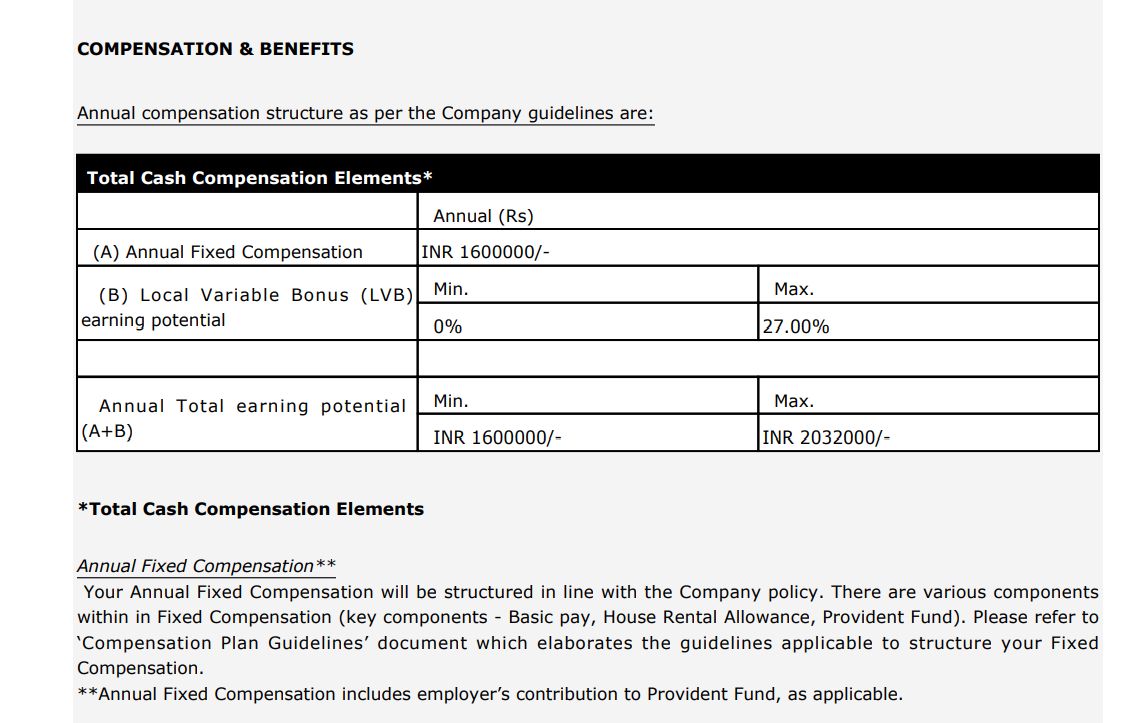 COMPENSATION & BENEFITS
Annual compensation structure as per the Company guidelines are:
Total Cash Compensation Elements*
Annual (Rs)
(A) Annual Fixed Compensation
INR 1600000/-
(B) Local Variable Bonus (LVB)
earning potential
Min.
Max.
0%
27.00%
Annual Total earning potential
(A+B)
Min.
Max.
INR 1600000/-
INR 2032000/-
*Total Cash Compensation Elements
Annual Fixed Compensation**
Your Annual Fixed Compensation will be structured in line with the Company policy. There are various components
within in Fixed Compensation (key components - Basic pay, House Rental Allowance, Provident Fund). Please refer to
‘Compensation Plan Guidelines’ document which elaborates the guidelines applicable to structure your Fixed
Compensation.
**Annual Fixed Compensation includes employer’s contribution to Provident Fund, as applicable.